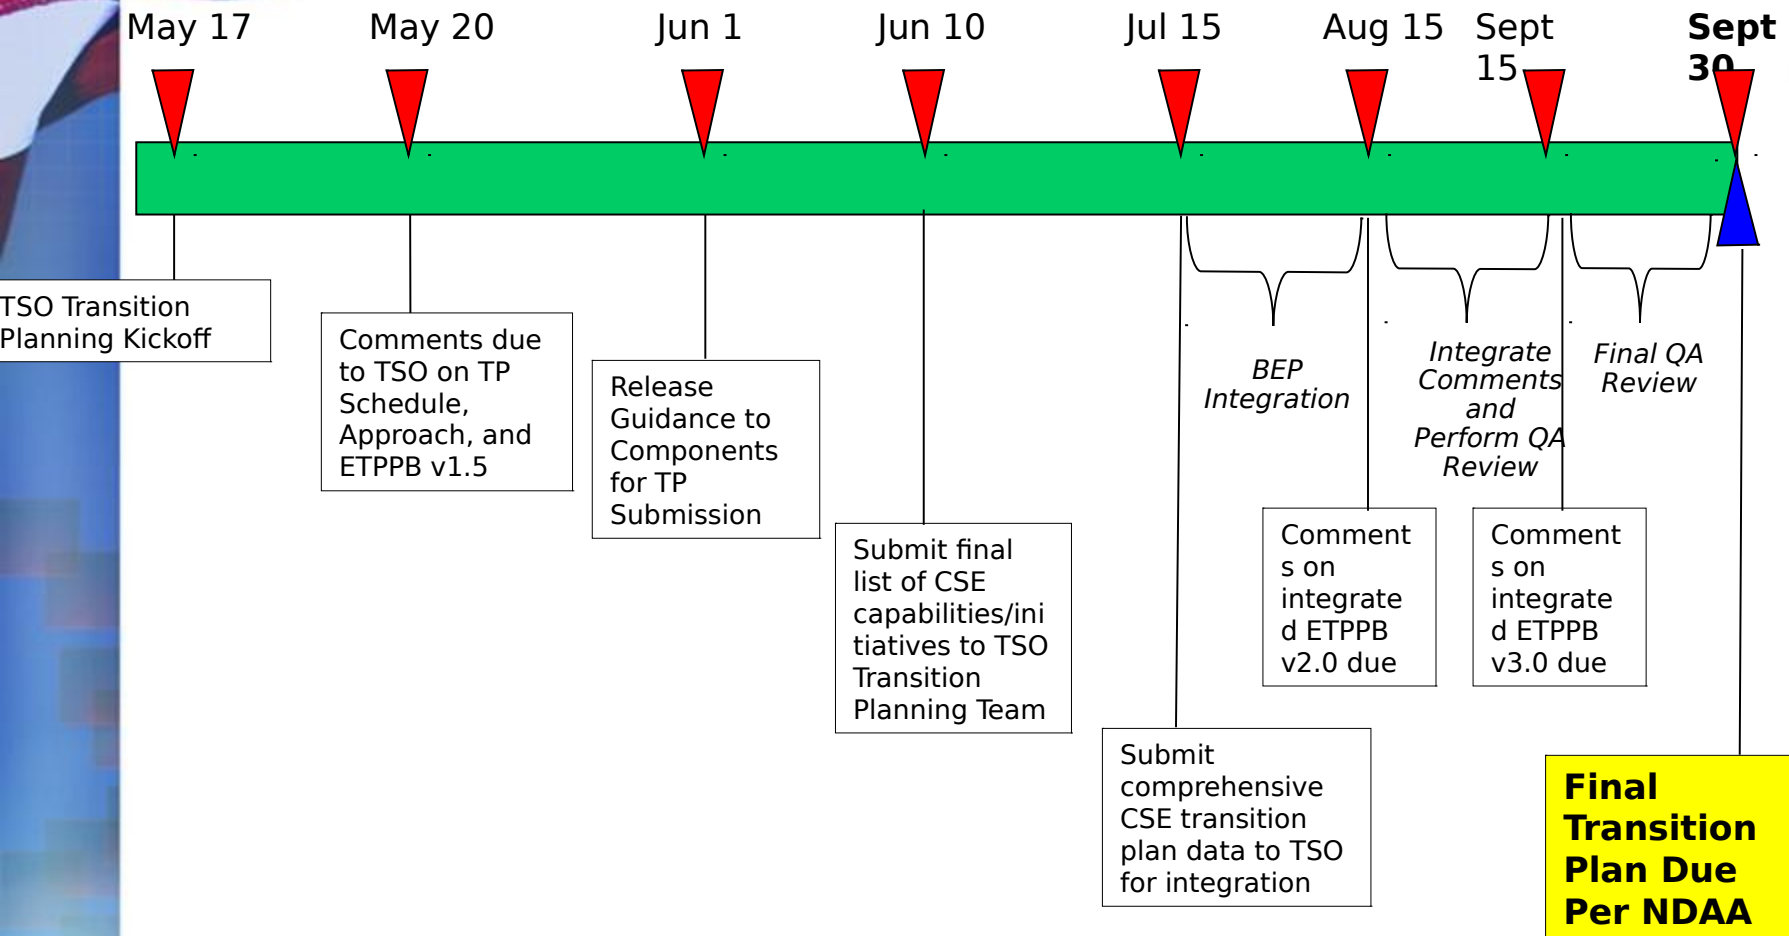 May 17
May 20
Jun 1
Jun 10
Jul 15
Aug 15
Sept
15
Sept
30
TSO Transition
Planning Kickoff
Comments due
to TSO on TP
Schedule,
Approach, and
ETPPB v1.5
Release
Guidance to
Components
for TP
Submission
Submit final
list of CSE
capabilities/ini
tiatives to TSO
Transition
Planning Team
Submit
comprehensive
CSE transition
plan data to TSO
for integration
BEP
Integration
Integrate
Comments
and
Perform QA
Review
Final QA
Review
Comment
s on
integrate
d ETPPB
v2.0 due
Comment
s on
integrate
d ETPPB
v3.0 due
Final
Transition
Plan Due
Per NDAA